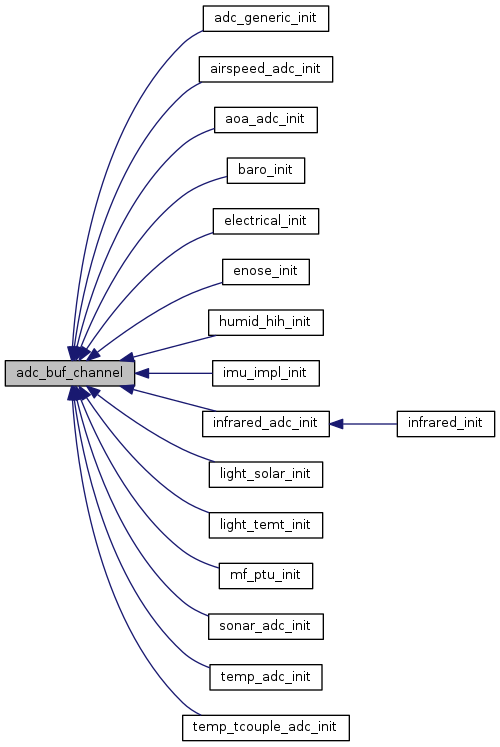 adc_generic_init
airspeed_adc_init
aoa_adc_init
baro_init
electrical_init
enose_init
humid_hih_init
adc_buf_channel
imu_impl_init
infrared_adc_init
infrared_init
light_solar_init
light_temt_init
mf_ptu_init
sonar_adc_init
temp_adc_init
temp_tcouple_adc_init